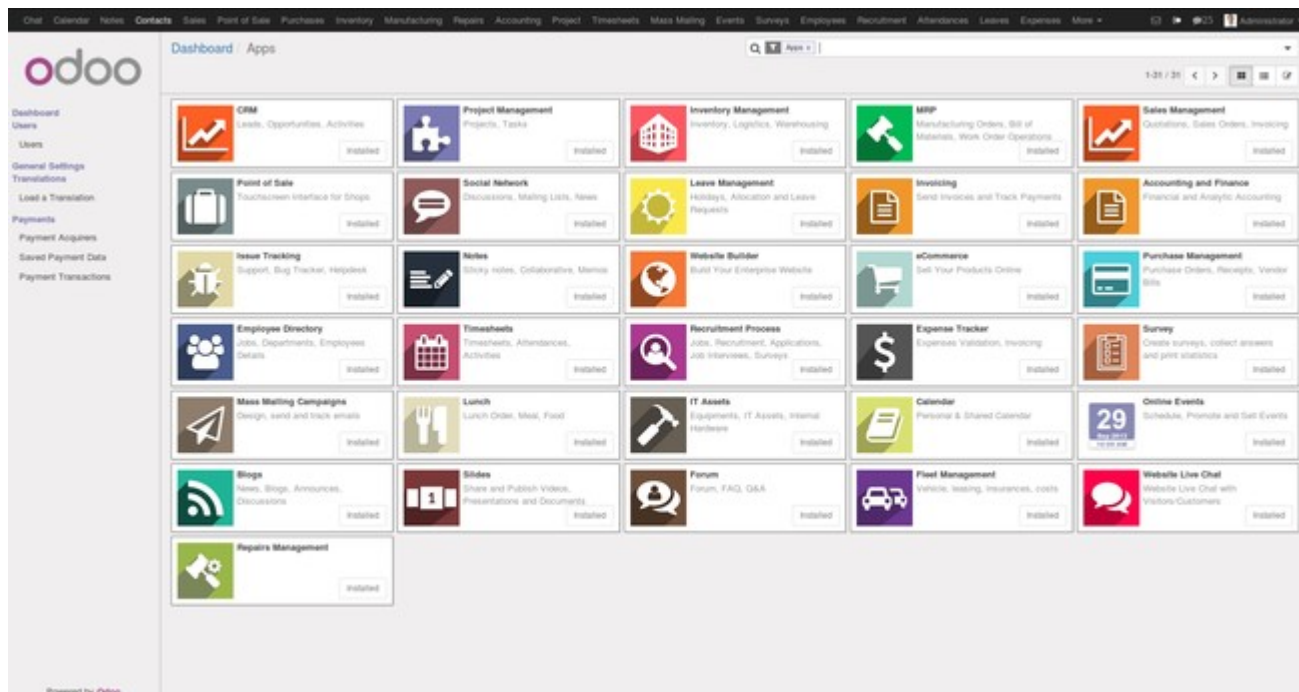 Chat Calendar Notes Contacts Sales Point of Sale Purchases Inventory Manufacturing Repairs Accounting Project Timesheets Mass Mailing Events Surveys Employees Recruitment Attendances Leaves Expenses More 25 Administrator
odoo
Dashboard / Apps
Apps x
1-31 / 31
Dashboard
Users
Users
General Settings
Translations
Load a Translation
Payments
Payment Acquirers
Saved Payment Data
Payment Transactions
CRM
Leads, Opportunities, Activities
Installed
Project Management
Projects, Tasks
Installed
Inventory Management
Inventory, Logistics, Warehousing
Installed
MRP
Manufacturing Orders, Bill of
Materials, Work Order Operations
Installed
Sales Management
Quotations, Sales Orders, Invoicing
Installed
Point of Sale
Touchscreen Interface for Shops
Installed
Social Network
Discussions, Mailing Lists, News
Installed
Leave Management
Holidays, Allocation and Leave
Requests
Installed
Invoicing
Send Invoices and Track Payments
Installed
Accounting and Finance
Financial and Analytic Accounting
Installed
Issue Tracking
Support, Bug Tracker, Helpdesk
Installed
Notes
Sticky notes, Collaborative, Memos
Installed
Website Builder
Build Your Enterprise Website
Installed
eCommerce
Sell Your Products Online
Installed
Purchase Management
Purchase Orders, Receipts, Vendor
Bills
Installed
Employee Directory
Jobs, Departments, Employees
Details
Installed
Timesheets
Timesheets, Attendances,
Activities
Installed
Recruitment Process
Jobs, Recruitment, Applications,
Job Interviews, Surveys
Installed
Expense Tracker
Expenses Validation, Invoicing
Installed
Survey
Create surveys, collect answers
and print statistics
Installed
Mass Mailing Campaigns
Design, send and track emails
Installed
Lunch
Lunch Order, Meal, Food
Installed
IT Assets
Equipments, IT Assets, Internal
Hardware
Installed
Calendar
Personal & Shared Calendar
Installed
29
Online Events
Schedule, Promote and Sell Events
Installed
Blogs
News, Blogs, Announces,
Discussions
Installed
1
Slides
Share and Publish Videos,
Presentations and Documents
Installed
Forum
Forum, FAQ, Q&A
Installed
Fleet Management
Vehicle, leasing, insurances, costs
Installed
Website Live Chat
Website Live Chat with
Visitors/Customers
Installed
Repairs Management
Installed
Powered by Odoo